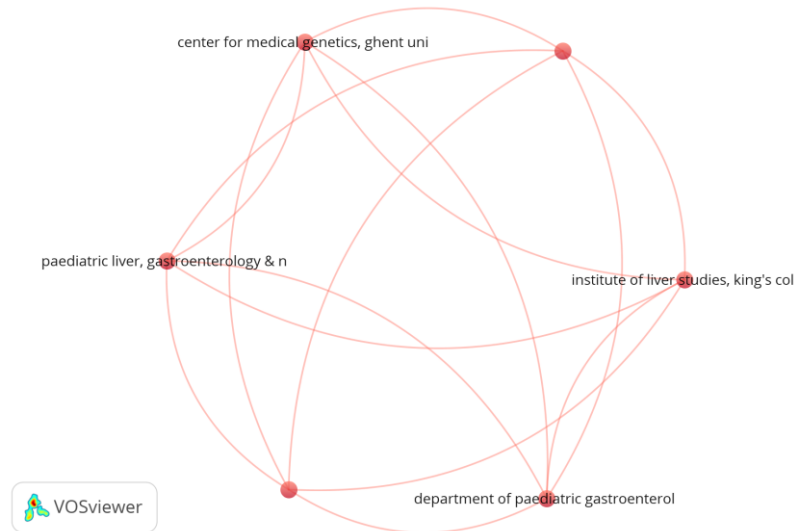 center for medical genetics, ghent uni
paediatric liver, gastroenterology & n
institute of liver studies, king's col
department of paediatric gastroenterol
VOSviewer